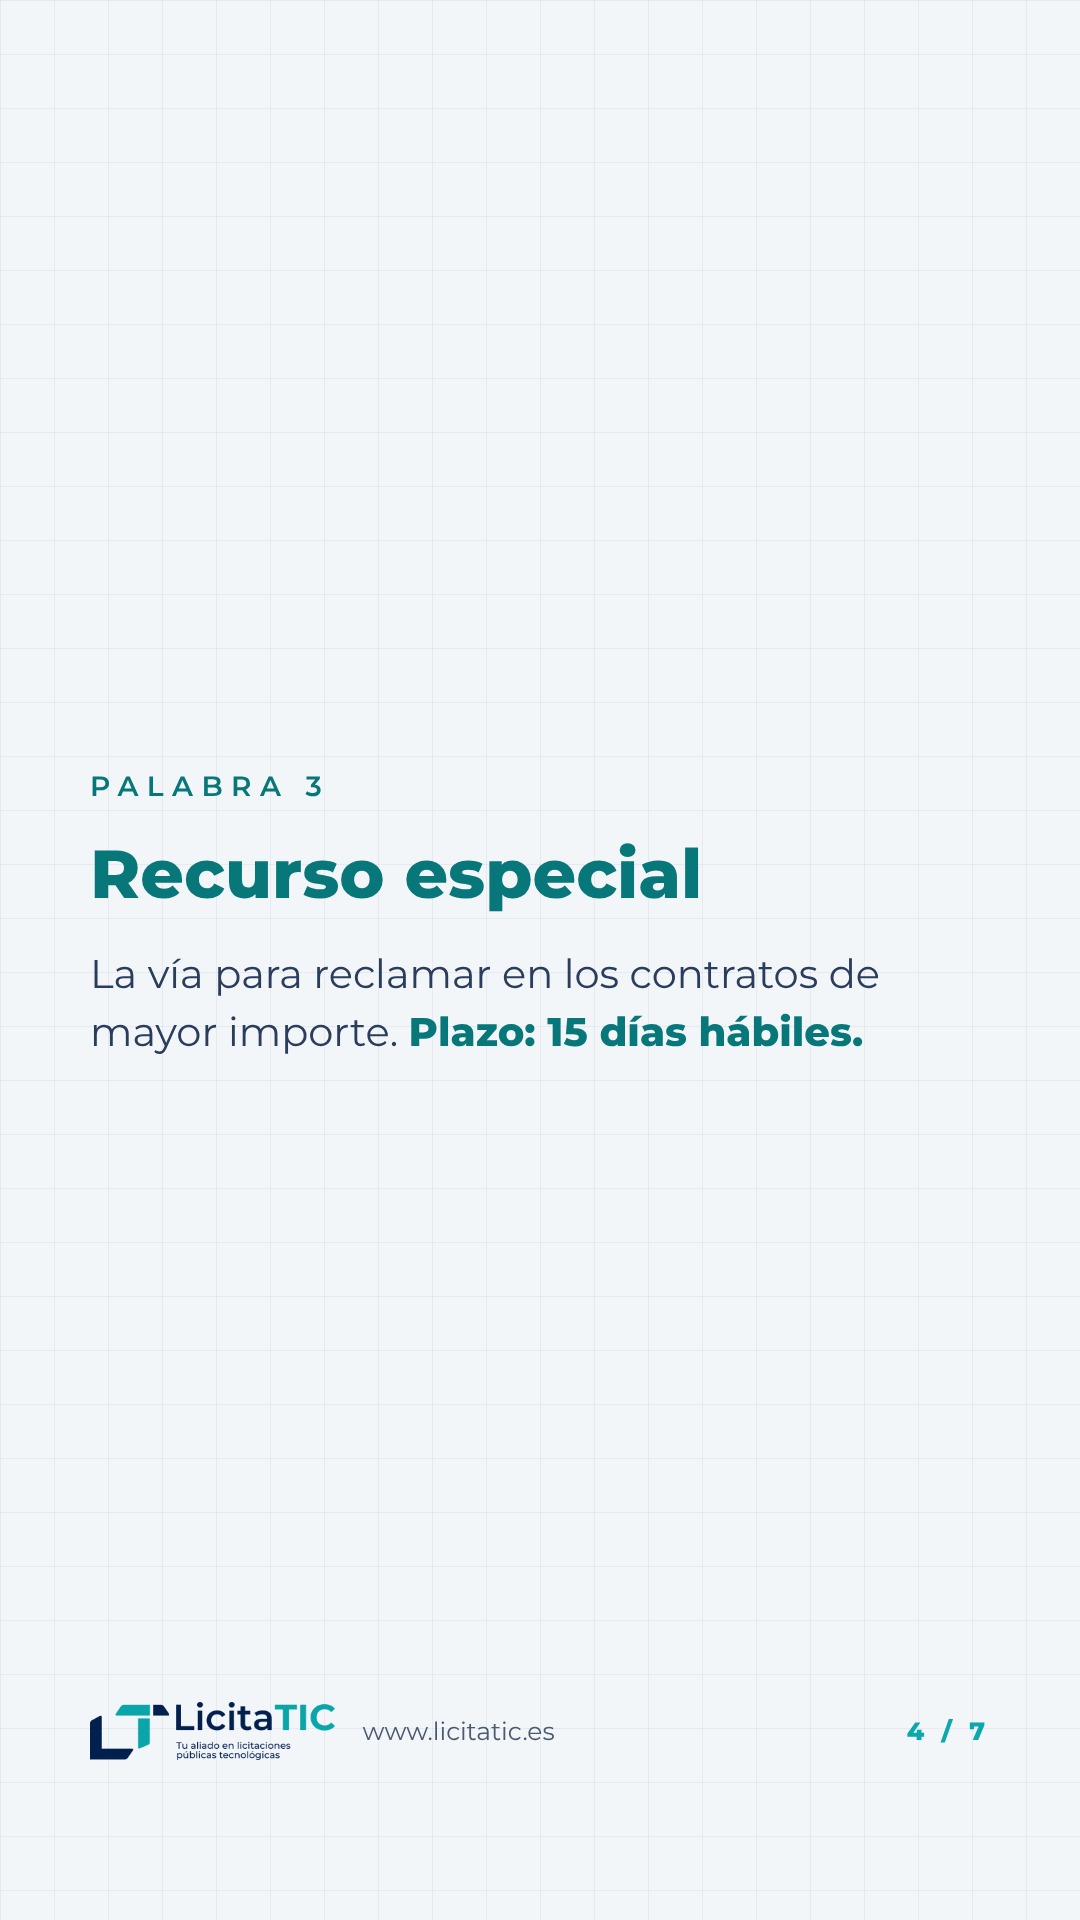 PALABRA 3
Recurso especial
La vía para reclamar en los contratos de
mayor importe. Plazo: 15 días hábiles.
LicitaTIC
Tu aliado en licitaciones
públicas tecnológicas
www.licitatic.es
4 / 7